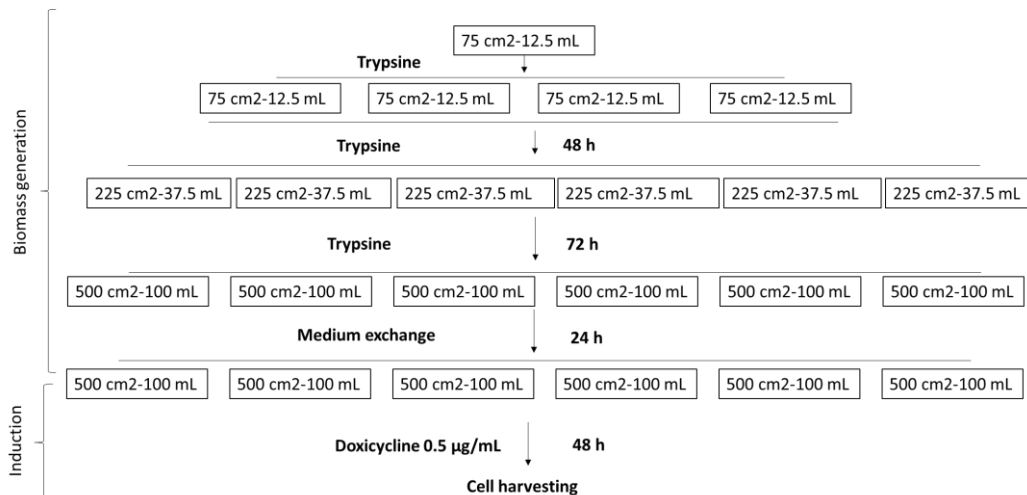 75 cm2-12.5 mL
Trypsine
75 cm2-12.5 mL 75 cm2-12.5 mL 75 cm2-12.5 mL 75 cm2-12.5 mL
Trypsine 48 h
225 cm2-37.5 mL 225 cm2-37.5 mL 225 cm2-37.5 mL 225 cm2-37.5 mL 225 cm2-37.5 mL 225 cm2-37.5 mL
Biomass generation
Trypsine 72 h
500 cm2-100 mL 500 cm2-100 mL 500 cm2-100 mL 500 cm2-100 mL 500 cm2-100 mL 500 cm2-100 mL
Medium exchange 24 h
500 cm2-100 mL 500 cm2-100 mL 500 cm2-100 mL 500 cm2-100 mL 500 cm2-100 mL 500 cm2-100 mL
Induction
Doxicycline 0.5 µg/mL 48 h
Cell harvesting